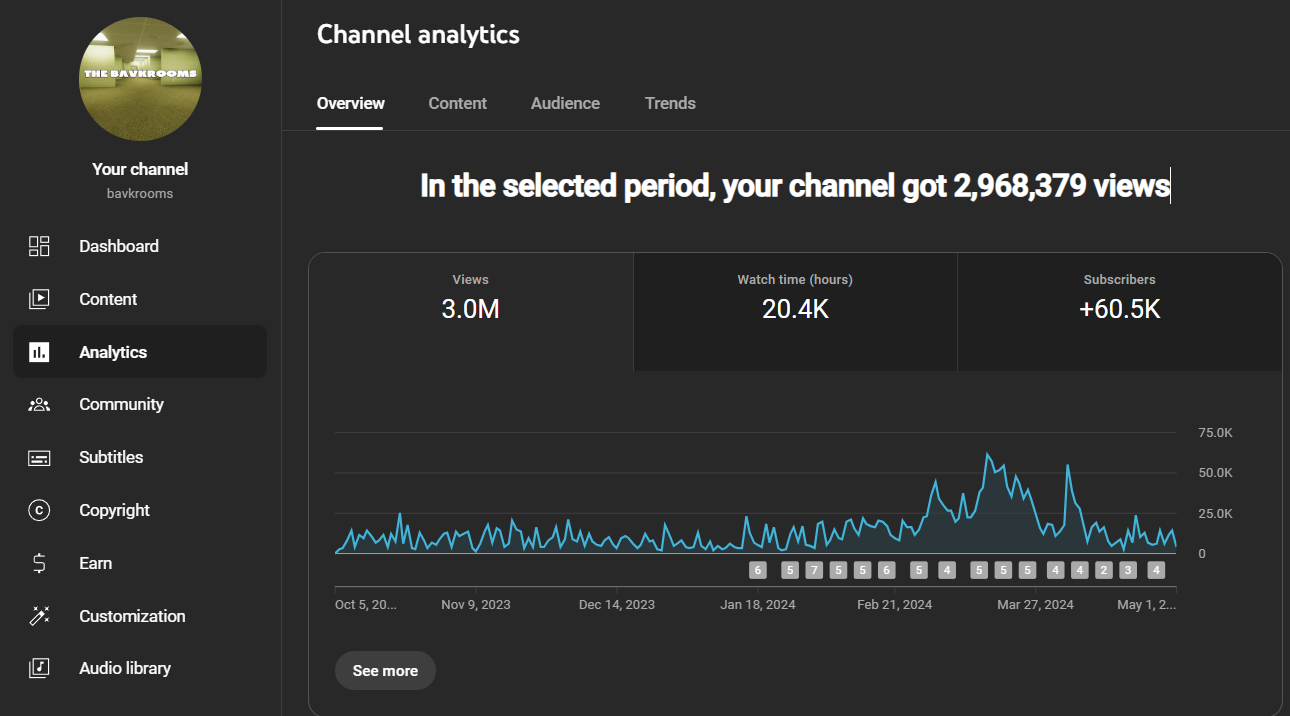 THE BAVKROOMS
Your channel
bavkrooms
Dashboard
Content
Analytics
Community
Subtitles
Copyright
Earn
Customization
Audio library
Channel analytics
Overview Content Audience Trends
In the selected period, your channel got 2,968,379 views
Views
3.0M
Watch time (hours)
20.4K
Subscribers
+60.5K
75.0K
50.0K
25.0K
0
6 5 7 5 5 6 5 4 5 5 5 4 4 2 3 4
Oct 5, 20... Nov 9, 2023 Dec 14, 2023 Jan 18, 2024 Feb 21, 2024 Mar 27, 2024 May 1, 2...
See more